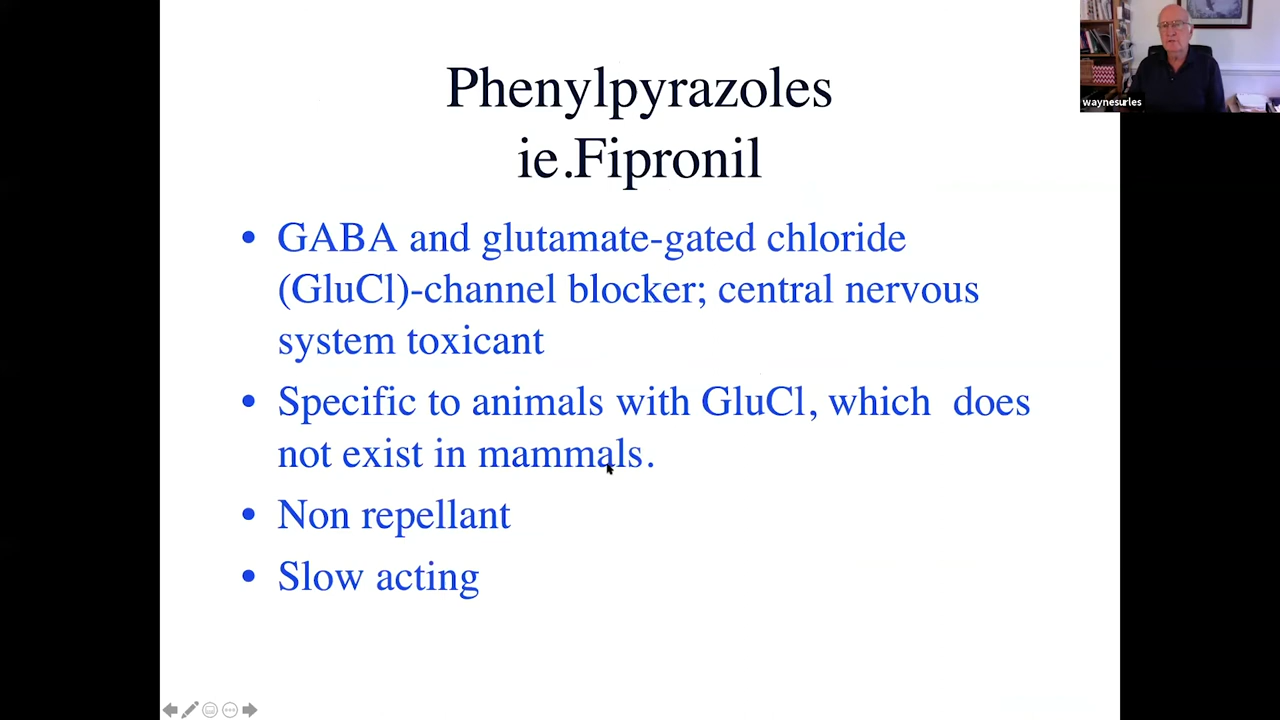 Phenylpyrazoles
ie.Fipronil
• GABA and glutamate-gated chloride
(GluCl)-channel blocker; central nervous
system toxicant
• Specific to animals with GluCl, which does
not exist in mammals.
• Non repellant
• Slow acting
waynesurles